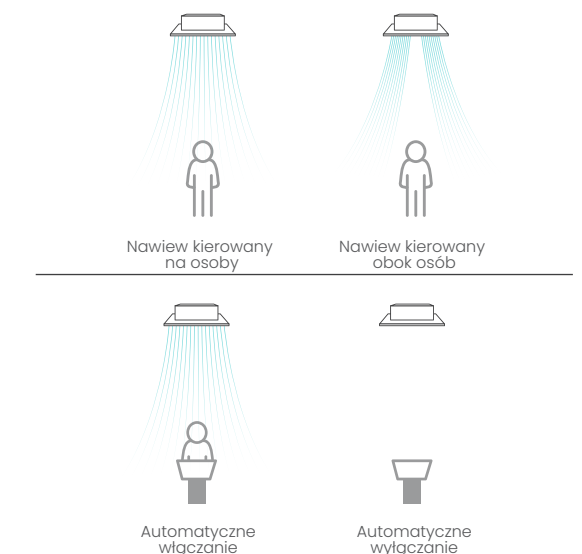 Nawiew kierowany
na osoby
Nawiew kierowany
obok osób
Automatyczne
włączanie
Automatyczne
wyłączanie